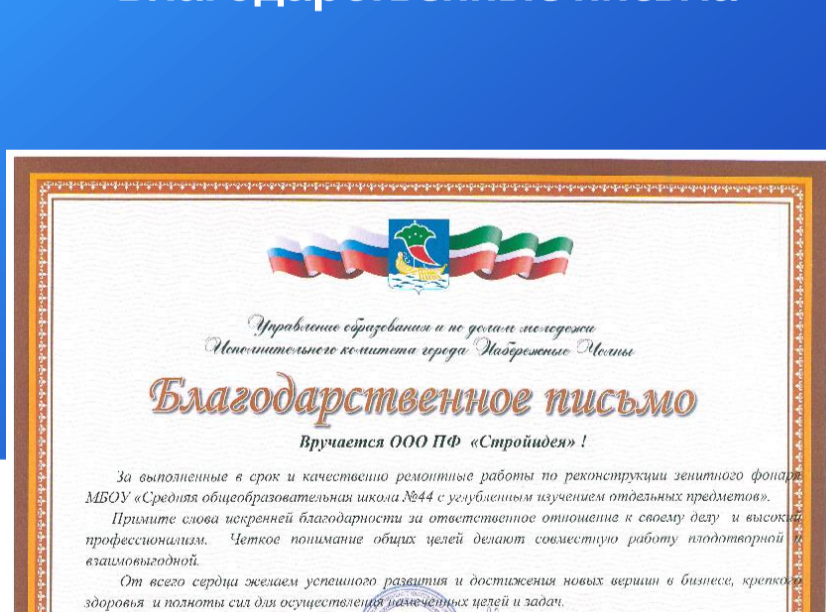 Благодарственные письма
Управление образования и по делам молодежи
Исполнительного комитета города Набережные Челны
Благодарственное письмо
Вручается ООО ПФ «Стройидея» !
За выполненные в срок и качественно ремонтные работы по реконструкции зенитного фонаря
МБОУ «Средняя общеобразовательная школа №44 с углубленным изучением отдельных предметов».
Примите слова искренней благодарности за ответственное отношение к своему делу и высокий
профессионализм. Четкое понимание общих целей делают совместную работу плодотворной и
взаимовыгодной.
От всего сердца желаем успешного развития и достижения новых вершин в бизнесе, крепкого
здоровья и полноты сил для осуществления намеченных целей и задач.